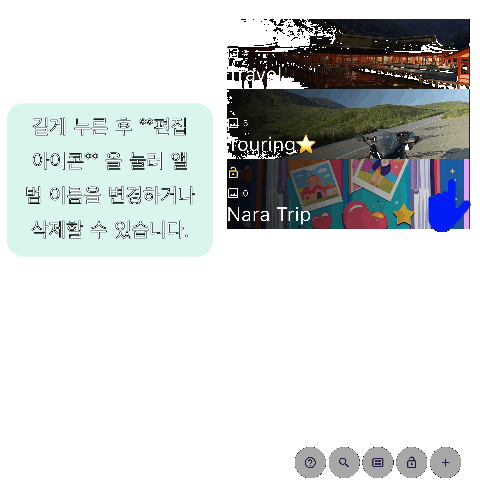 길게 누른 후 **편집
아이콘** 을 눌러 앨
범 이름을 변경하거나
삭제할 수 있습니다.
Travel
5
Touring⭐
0
Nara Trip